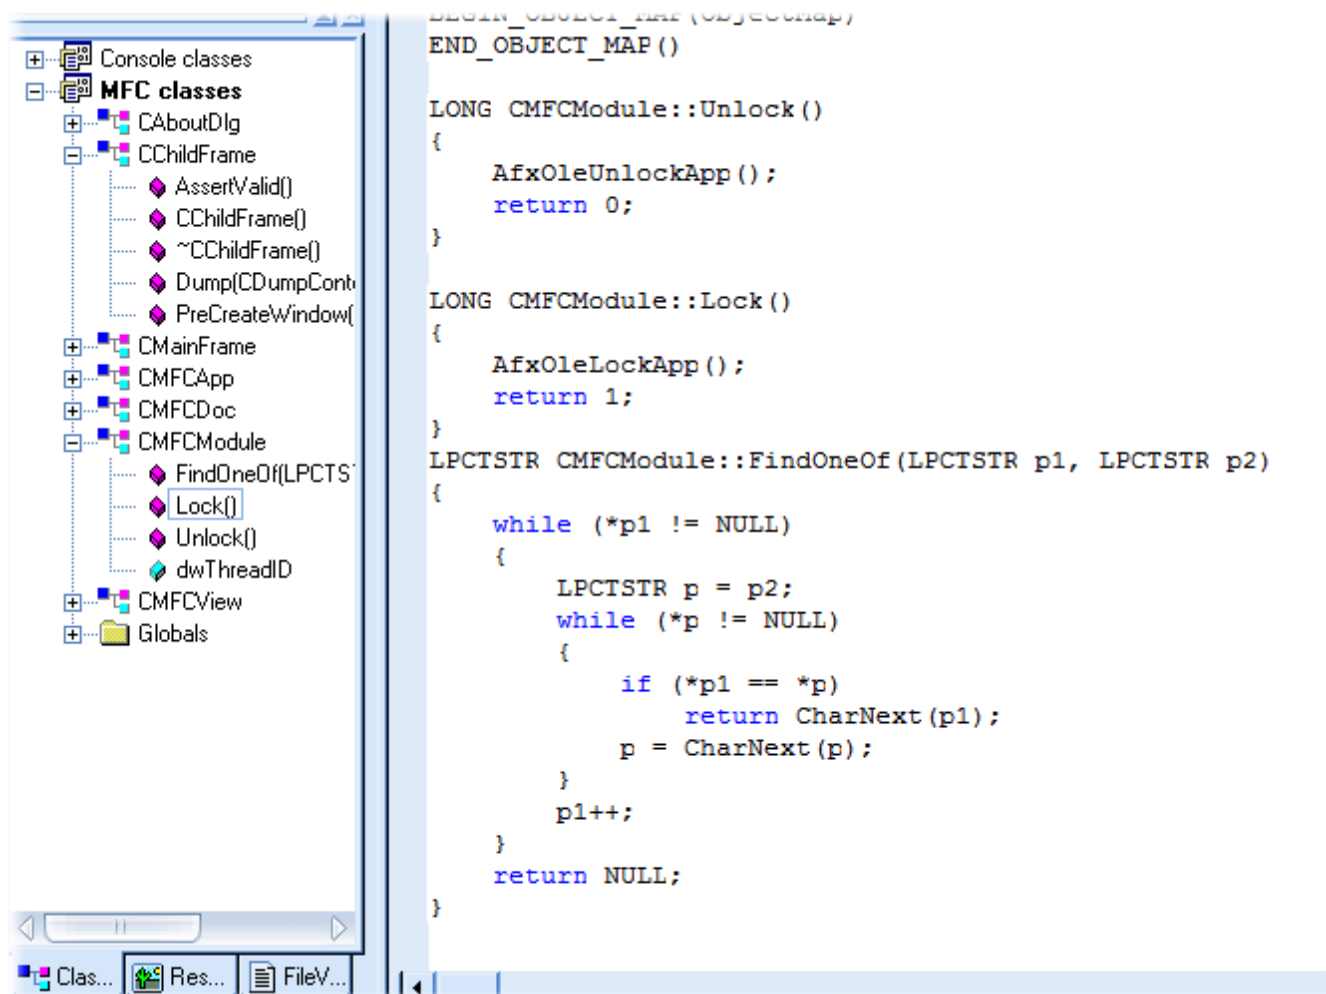 Console classes
MFC classes
CAboutDlg
CChildFrame
AssertValid()
CChildFrame()
~CChildFrame()
Dump(CDumpConte
PreCreateWindow(
CMainFrame
CMFCApp
CMFCDoc
CMFCModule
FindOneOf(LPCTS
Lock()
Unlock()
dwThreadID
CMFCView
Globals
Clas...
Res...
FileV...
BEGIN_OBJECT_MAP(ObjectMap)
END_OBJECT_MAP()
LONG CMFCModule::Unlock()
{
AfxOleUnlockApp();
return 0;
}
LONG CMFCModule::Lock()
{
AfxOleLockApp();
return 1;
}
LPCTSTR CMFCModule::FindOneOf(LPCTSTR p1, LPCTSTR p2)
{
while (*p1 != NULL)
{
LPCTSTR p = p2;
while (*p != NULL)
{
if (*p1 == *p)
return CharNext(p1);
p = CharNext(p);
}
p1++;
}
return NULL;
}